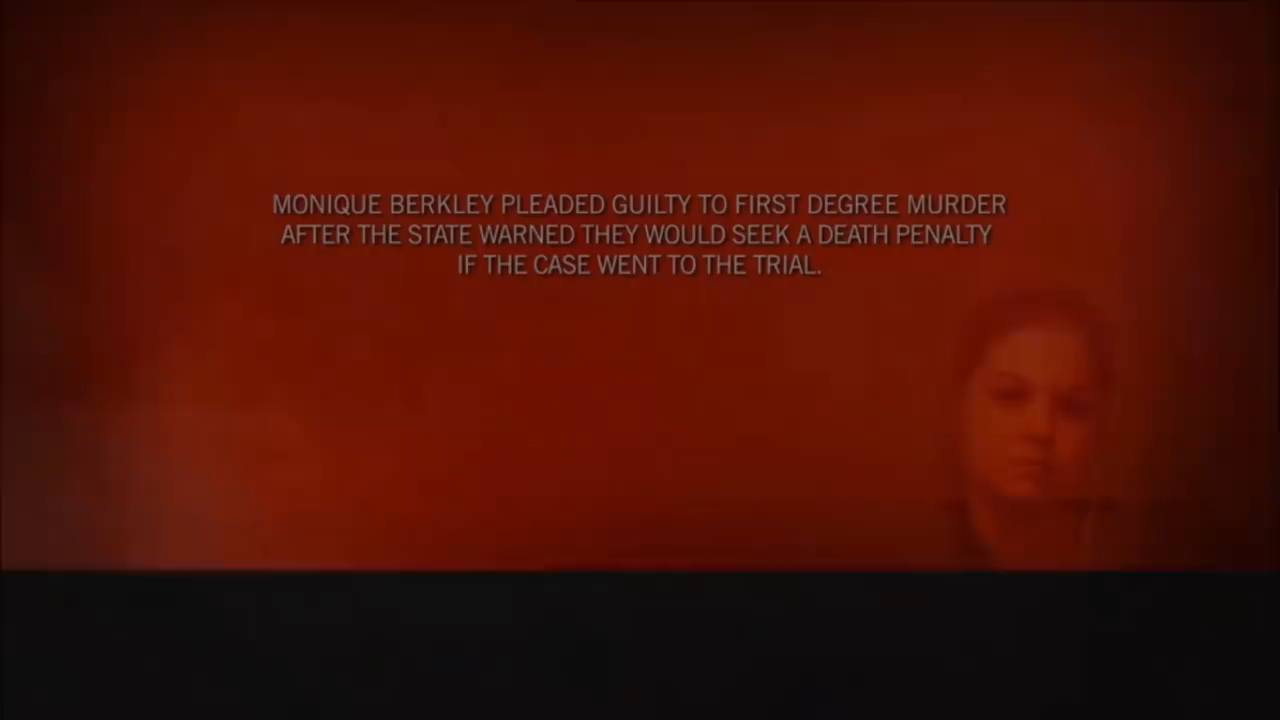 MONIQUE BERKLEY PLEADED GUILTY TO FIRST DEGREE MURDER
AFTER THE STATE WARNED THEY WOULD SEEK A DEATH PENALTY
IF THE CASE WENT TO THE TRIAL.